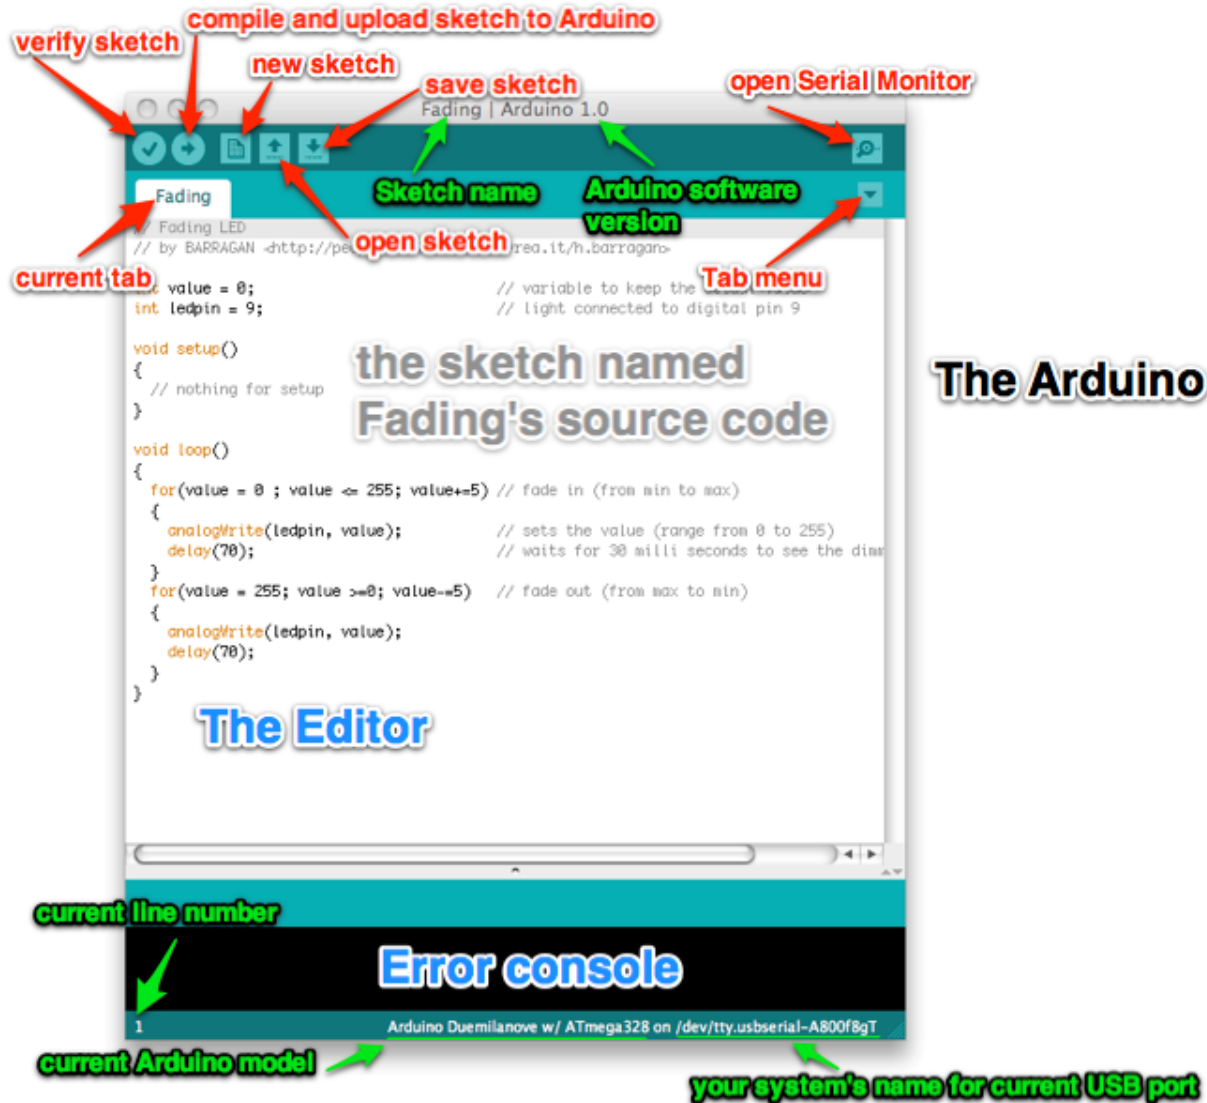 compile and upload sketch to Arduino
verify sketch
new sketch
save sketch
open Serial Monitor
Fading | Arduino 1.0
Sketch name
Arduino software
version
Fading
// Fading LED
open sketch
// by BARRAGAN <http:// rea.it/h.barragan>
current tab
Tab menu
value = 0; // variable to keep the
int ledpin = 9; // light connected to digital pin 9
void setup()
{
// nothing for setup
}
the sketch named
Fading's source code
The Arduino
void loop()
{
for(value = 0 ; value <= 255; value+=5) // fade in (from min to max)
{
analogWrite(ledpin, value); // sets the value (range from 0 to 255)
delay(70); // waits for 30 milli seconds to see the dimm
}
for(value = 255; value >=0; value-=5) // fade out (from max to min)
{
analogWrite(ledpin, value);
delay(70);
}
}
The Editor
current line number
Error console
1
Arduino Duemilanove w/ ATmega328 on /dev/tty.usbserial-A800f8gT
current Arduino model
your system's name for current USB port